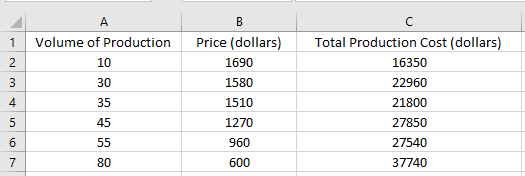 A B C
1 Volume of Production Price (dollars) Total Production Cost (dollars)
2 10 1690 16350
3 30 1580 22960
4 35 1510 21800
5 45 1270 27850
6 55 960 27540
7 80 600 37740